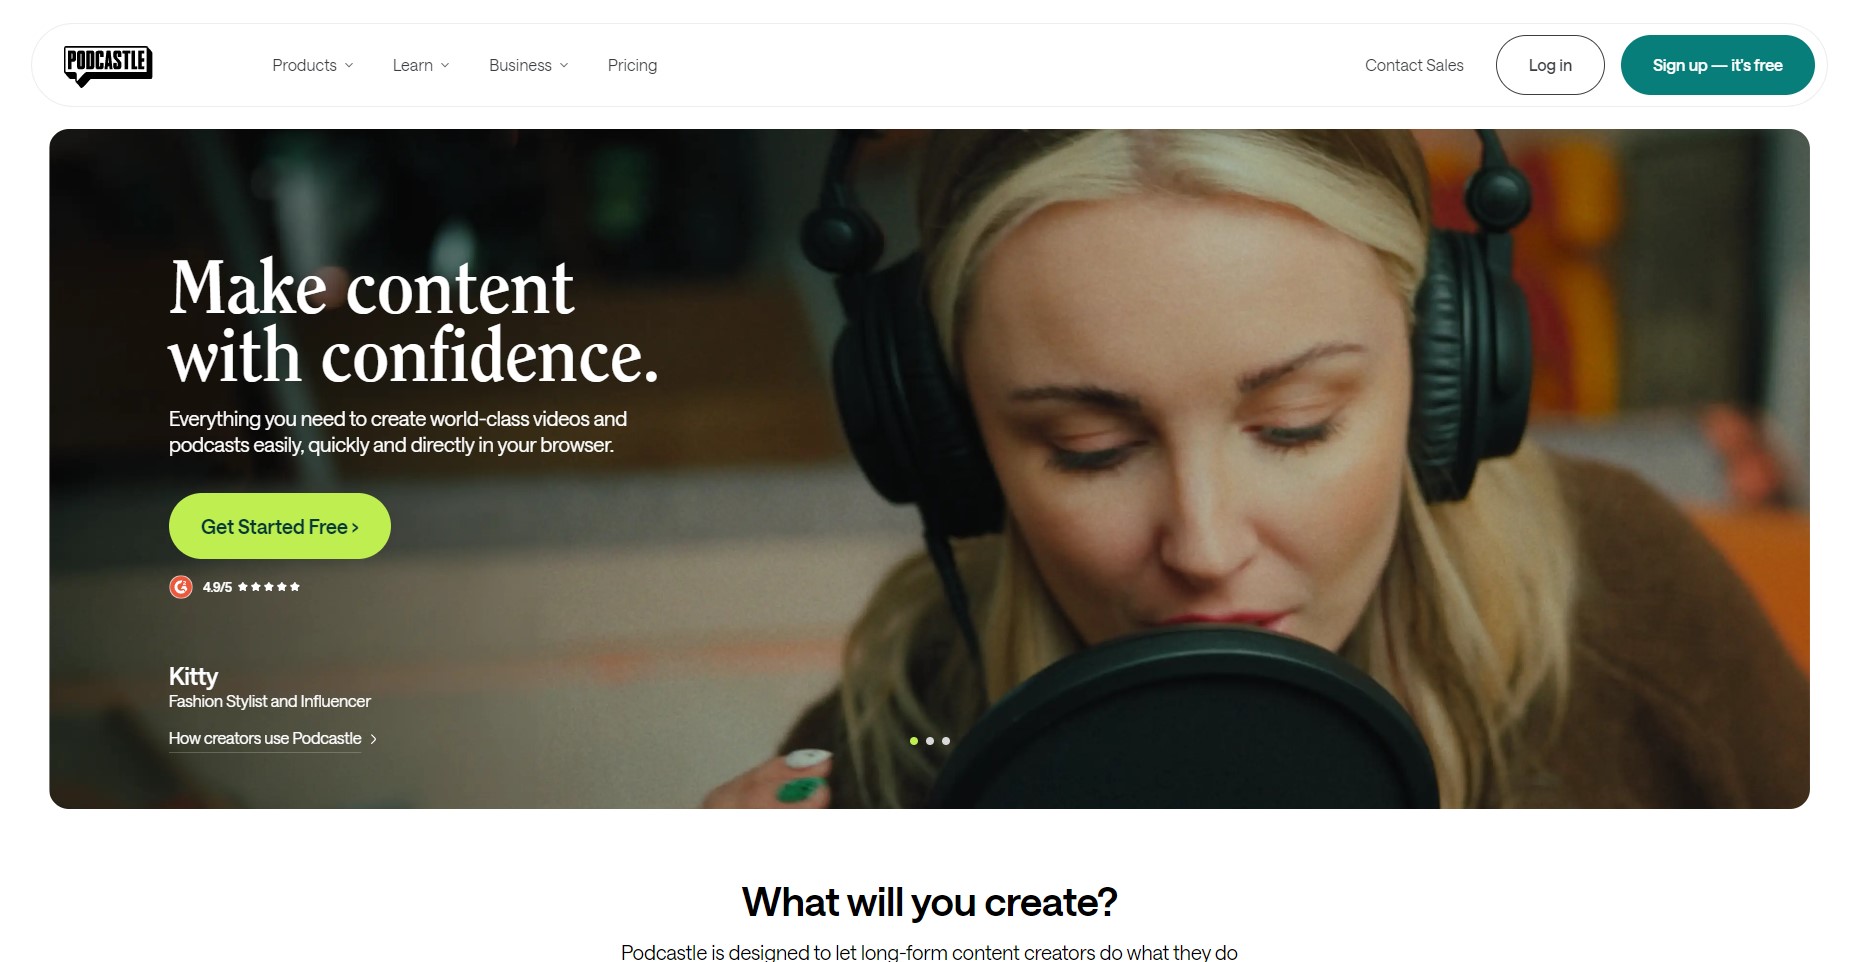 PODCASTLE
Products
Learn
Business
Pricing
Contact Sales
Log in
Sign up — it's free
Make content
with confidence.
Everything you need to create world-class videos and
podcasts easily, quickly and directly in your browser.
Get Started Free ›
4.9/5 ★★★★★
Kitty
Fashion Stylist and Influencer
How creators use Podcastle
What will you create?
Podcastle is designed to let long-form content creators do what they do